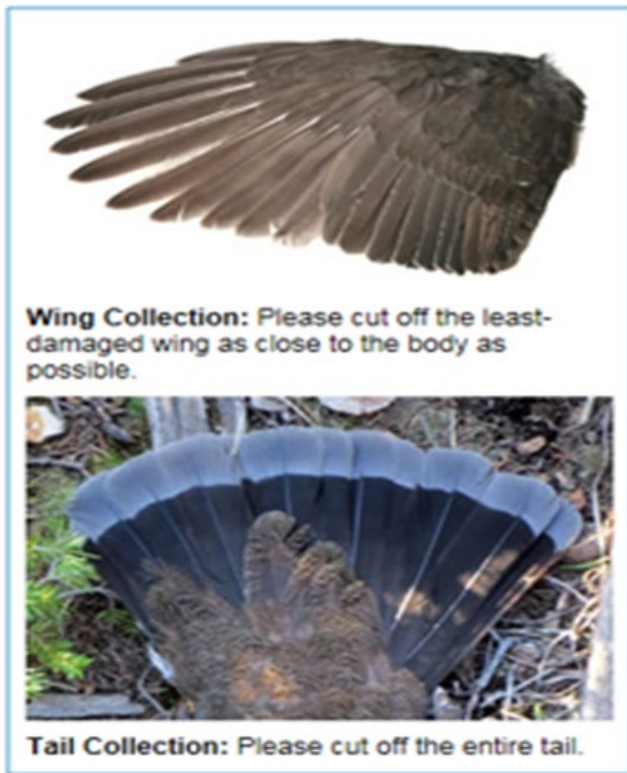 Wing Collection: Please cut off the least-
damaged wing as close to the body as
possible.
Tail Collection: Please cut off the entire tail.